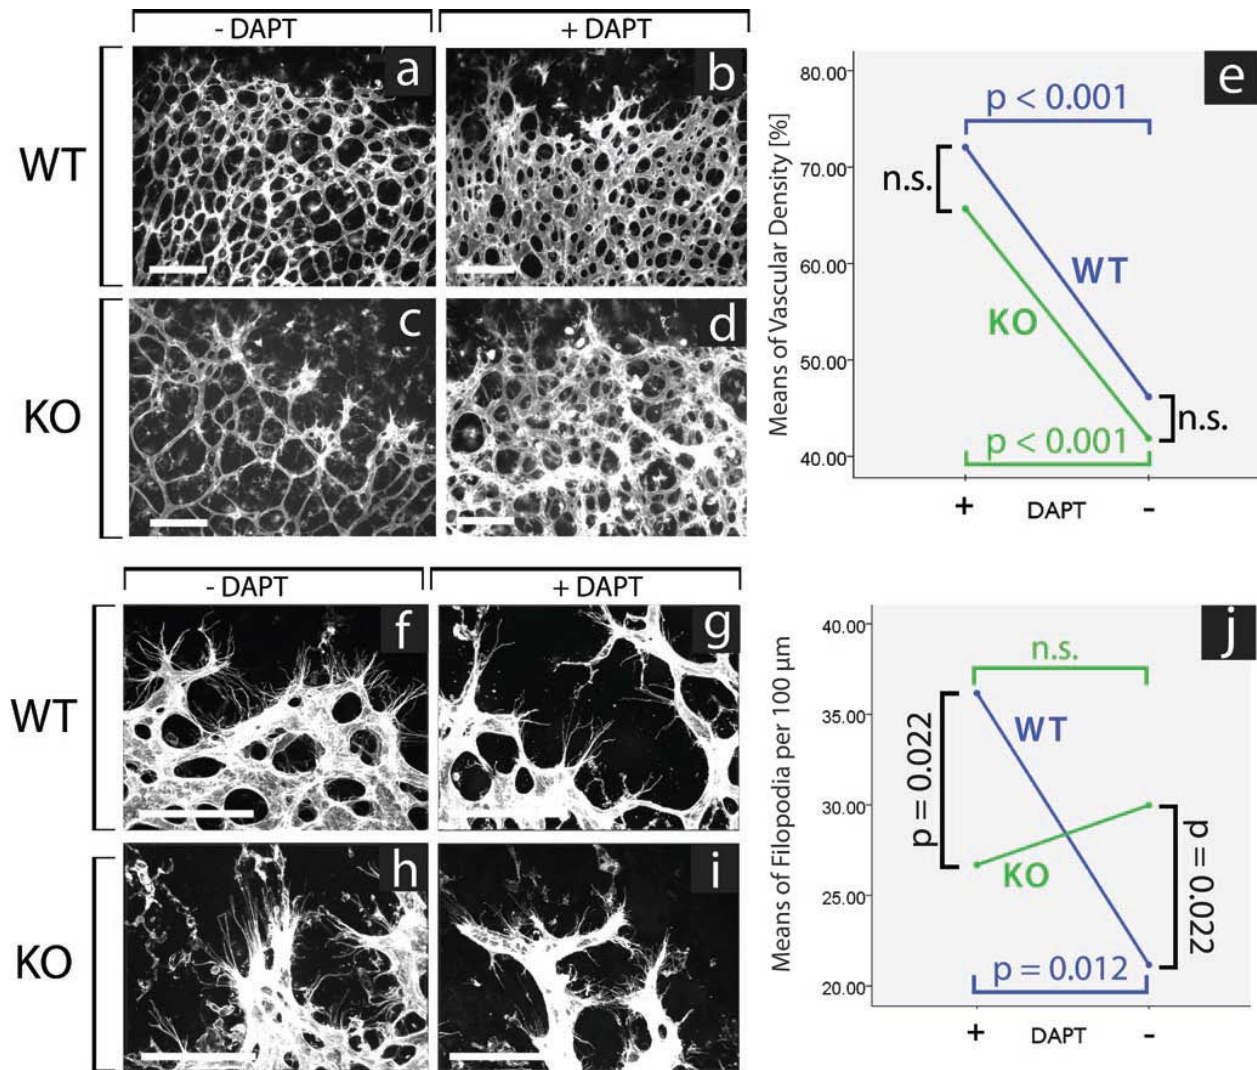 - DAPT
+ DAPT
WT
KO
a
b
c
d
e
80.00
70.00
60.00
50.00
40.00
Means of Vascular Density [%]
p < 0.001
n.s.
WT
KO
n.s.
p < 0.001
+ DAPT -
- DAPT
+ DAPT
WT
KO
f
g
h
i
j
40.00
35.00
30.00
25.00
20.00
Means of Filopodia per 100 μm
n.s.
p = 0.022
WT
KO
p = 0.022
p = 0.012
+ DAPT -